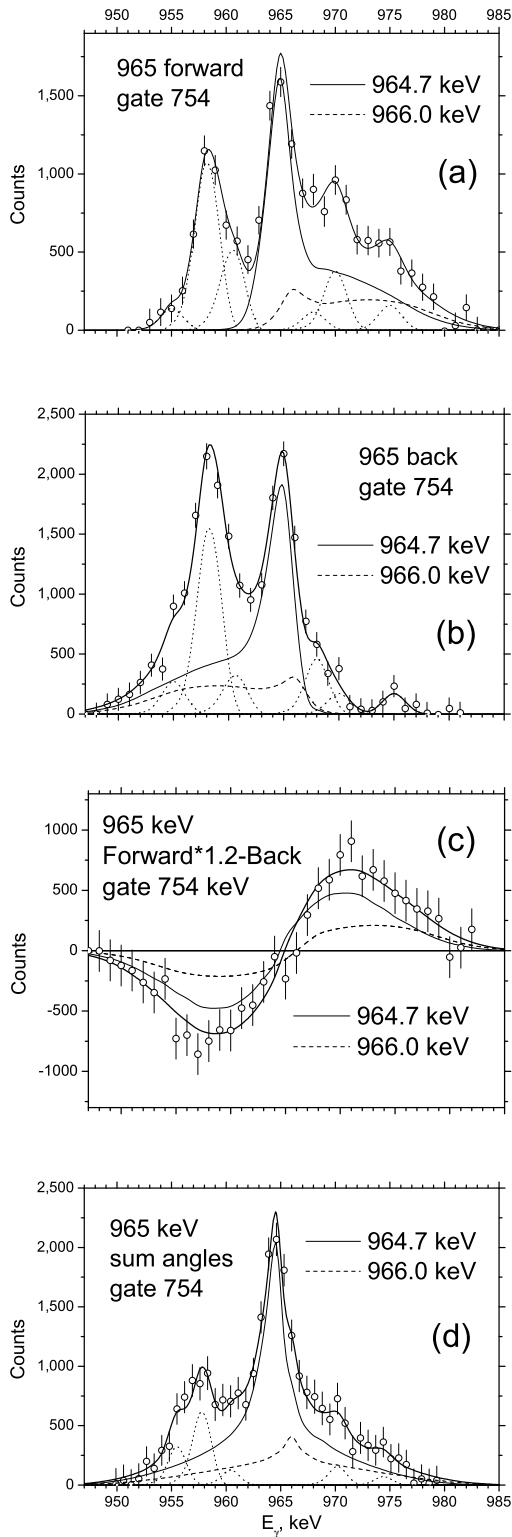 950 955 960 965 970 975 980 985
965 forward
gate 754
964.7 keV
966.0 keV
(a)
1,500
1,000
500
0
Counts
965 back
gate 754
964.7 keV
966.0 keV
(b)
2,500
2,000
1,500
1,000
500
0
Counts
965 keV
Forward*1.2-Back
gate 754 keV
(c)
964.7 keV
966.0 keV
1000
500
0
-500
-1000
Counts
965 keV
sum angles
gate 754
964.7 keV
966.0 keV
(d)
2,500
2,000
1,500
1,000
500
0
Counts
950 955 960 965 970 975 980 985
Eγ, keV